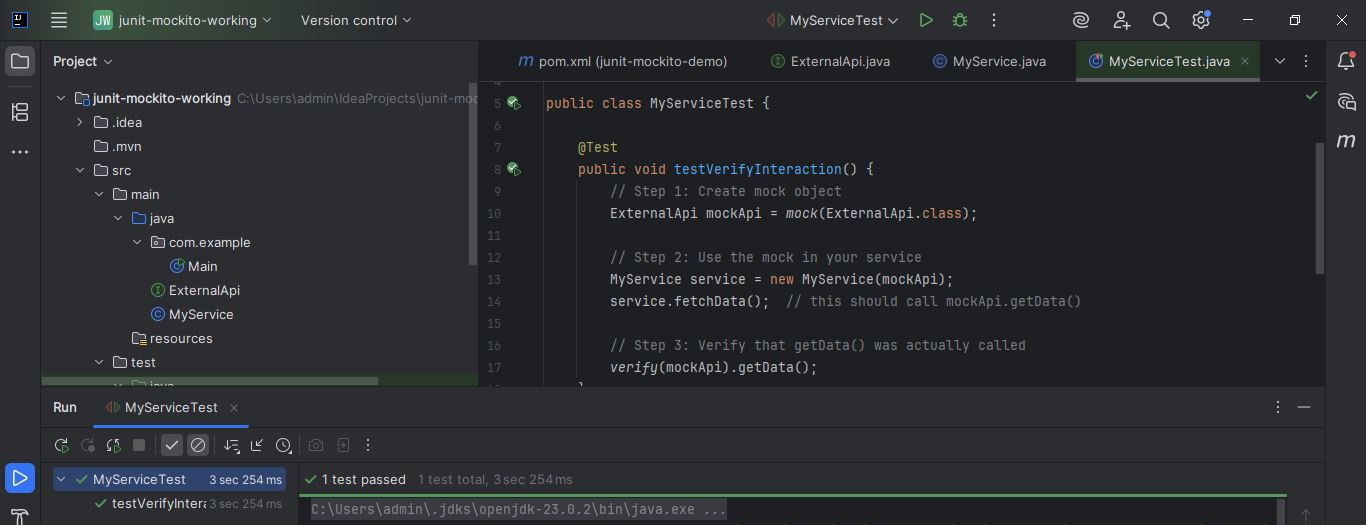 JW junit-mockito-working Version control MyServiceTest
Project
junit-mockito-working C:\Users\admin\IdeaProjects\junit-moc
.idea
.mvn
src
main
java
com.example
Main
ExternalApi
MyService
resources
test
java
m pom.xml (junit-mockito-demo) ExternalApi.java MyService.java MyServiceTest.java
5 public class MyServiceTest {
6
7 @Test
8 public void testVerifyInteraction() {
9 // Step 1: Create mock object
10 ExternalApi mockApi = mock(ExternalApi.class);
11
12 // Step 2: Use the mock in your service
13 MyService service = new MyService(mockApi);
14 service.fetchData(); // this should call mockApi.getData()
15
16 // Step 3: Verify that getData() was actually called
17 verify(mockApi).getData();
}
Run MyServiceTest
MyServiceTest 3 sec 254 ms
testVerifyInter 3 sec 254 ms
1 test passed 1 test total, 3 sec 254 ms
C:\Users\admin\.jdks\openjdk-23.0.2\bin\java.exe ...